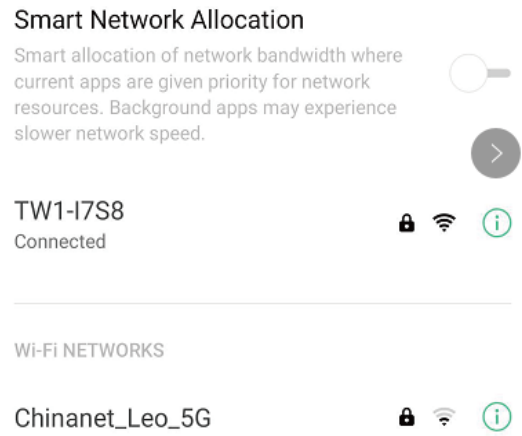 Smart Network Allocation
Smart allocation of network bandwidth where
current apps are given priority for network
resources. Background apps may experience
slower network speed.
TW1-I7S8
Connected
Wi-Fi NETWORKS
Chinanet_Leo_5G